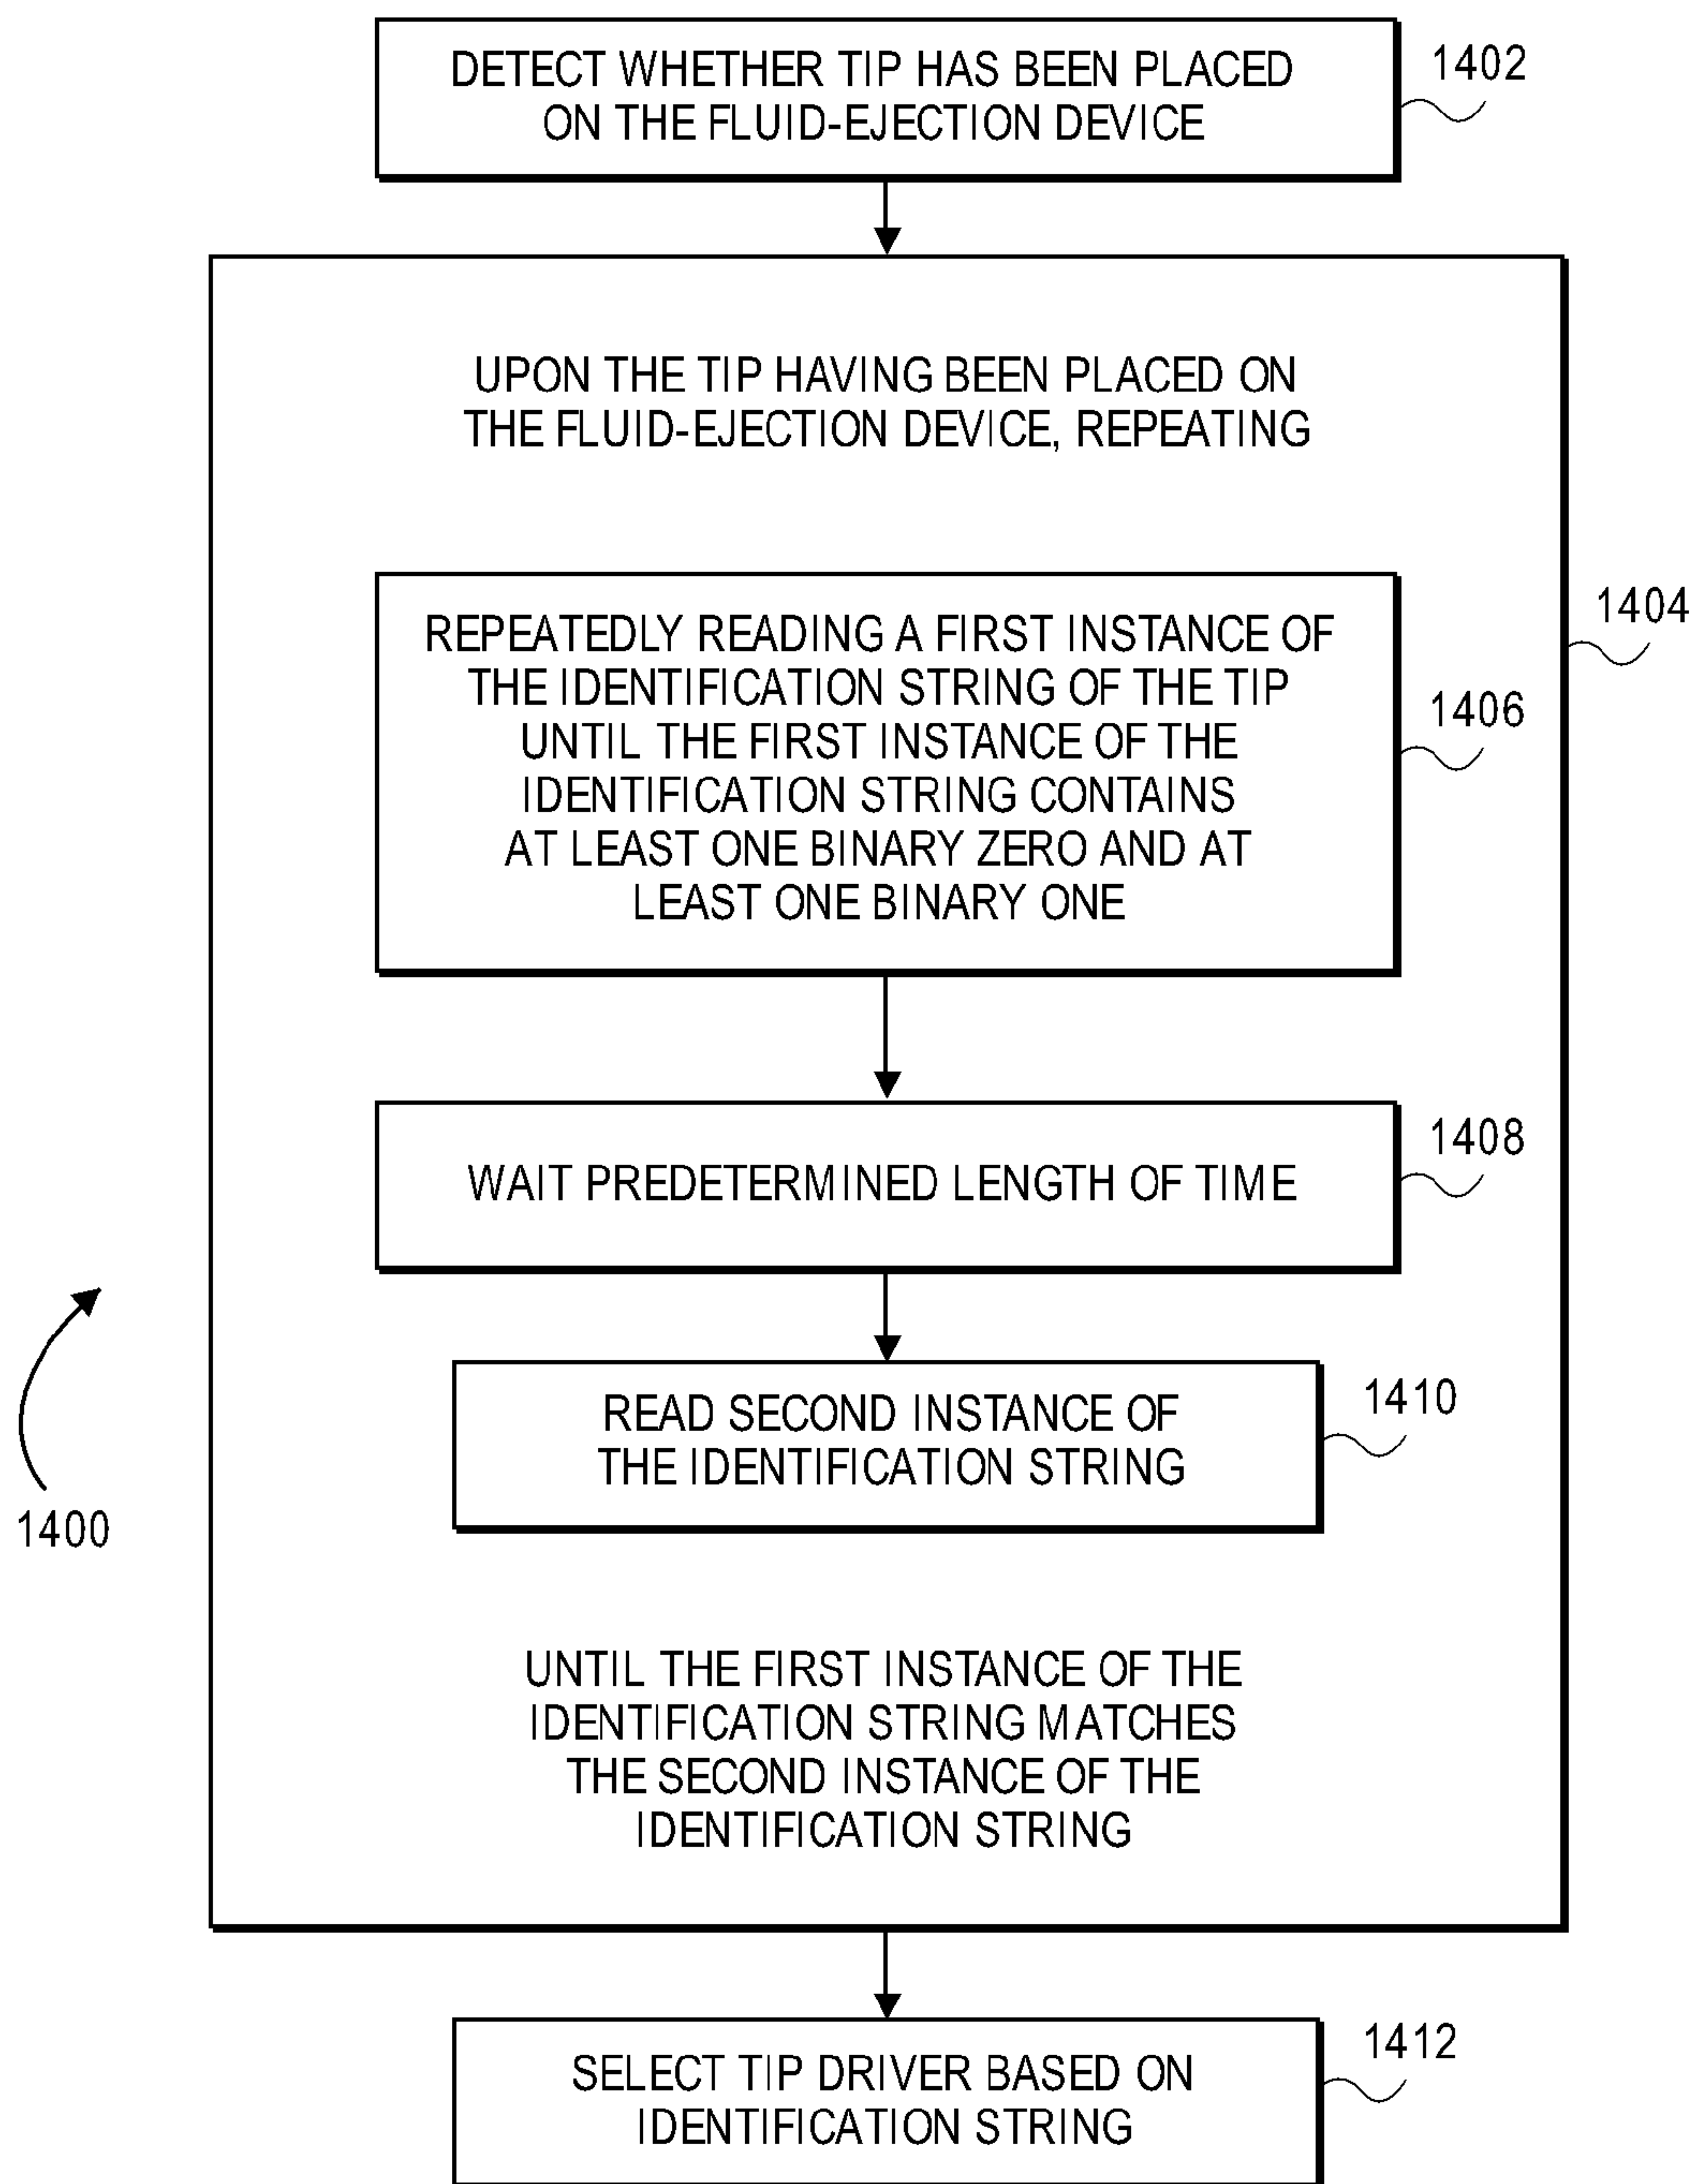 DETECT WHETHER TIP HAS BEEN PLACED
ON THE FLUID-EJECTION DEVICE
1402
UPON THE TIP HAVING BEEN PLACED ON
THE FLUID-EJECTION DEVICE, REPEATING
1404
REPEATEDLY READING A FIRST INSTANCE OF
THE IDENTIFICATION STRING OF THE TIP
UNTIL THE FIRST INSTANCE OF THE
IDENTIFICATION STRING CONTAINS
AT LEAST ONE BINARY ZERO AND AT
LEAST ONE BINARY ONE
1406
WAIT PREDETERMINED LENGTH OF TIME
1408
READ SECOND INSTANCE OF
THE IDENTIFICATION STRING
1410
1400
UNTIL THE FIRST INSTANCE OF THE
IDENTIFICATION STRING MATCHES
THE SECOND INSTANCE OF THE
IDENTIFICATION STRING
SELECT TIP DRIVER BASED ON
IDENTIFICATION STRING
1412